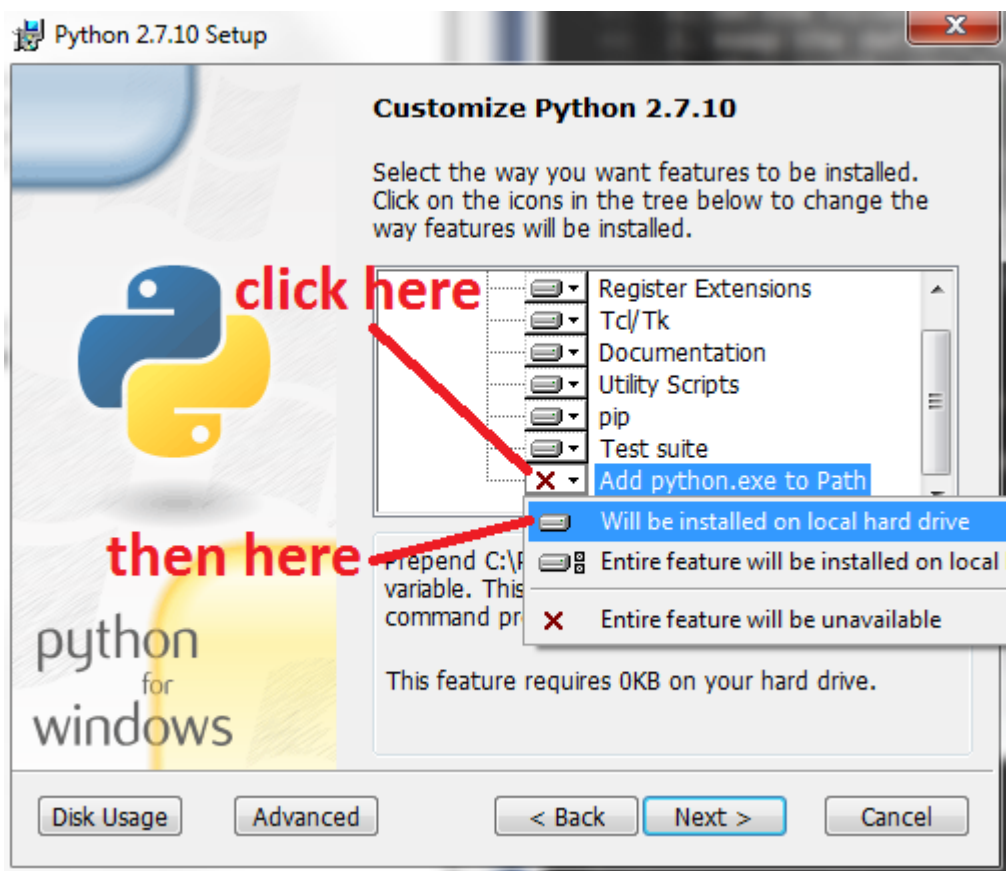 Python 2.7.10 Setup
Customize Python 2.7.10
Select the way you want features to be installed.
Click on the icons in the tree below to change the
way features will be installed.
click here
Register Extensions
Tcl/Tk
Documentation
Utility Scripts
pip
Test suite
Add python.exe to Path
Will be installed on local hard drive
Entire feature will be installed on local
Entire feature will be unavailable
then here
Prepend C:\
variable. This
command pr
This feature requires 0KB on your hard drive.
python
for
windows
Disk Usage
Advanced
< Back
Next >
Cancel